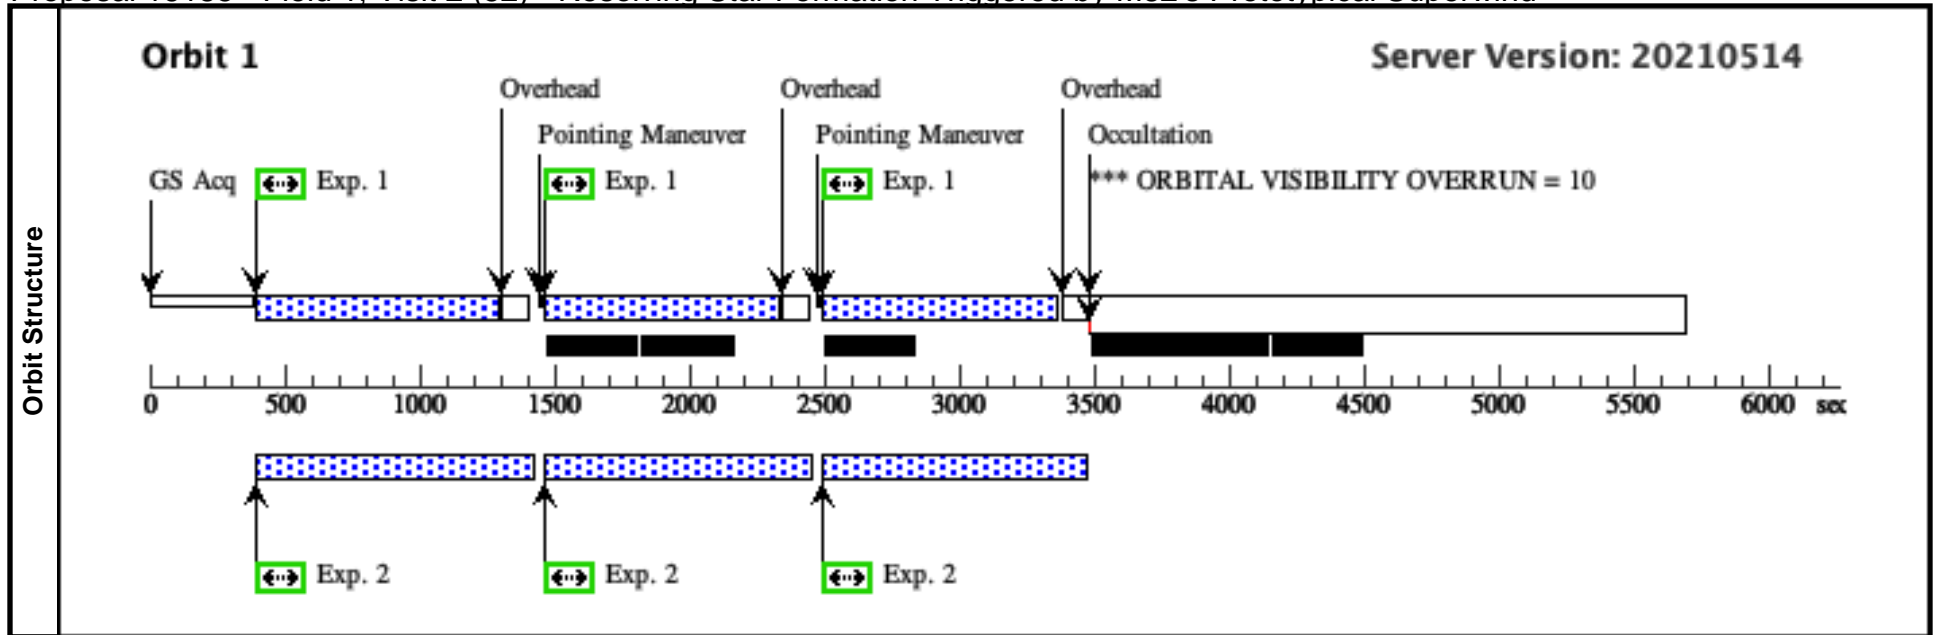 Orbit 1
Server Version: 20210514
Overhead Overhead Overhead
Pointing Maneuver Pointing Maneuver Occultation
GS Acq Exp. 1 Exp. 1 Exp. 1 *** ORBITAL VISIBILITY OVERRUN = 10
Orbit Structure
0 500 1000 1500 2000 2500 3000 3500 4000 4500 5000 5500 6000 sec
Exp. 2 Exp. 2 Exp. 2